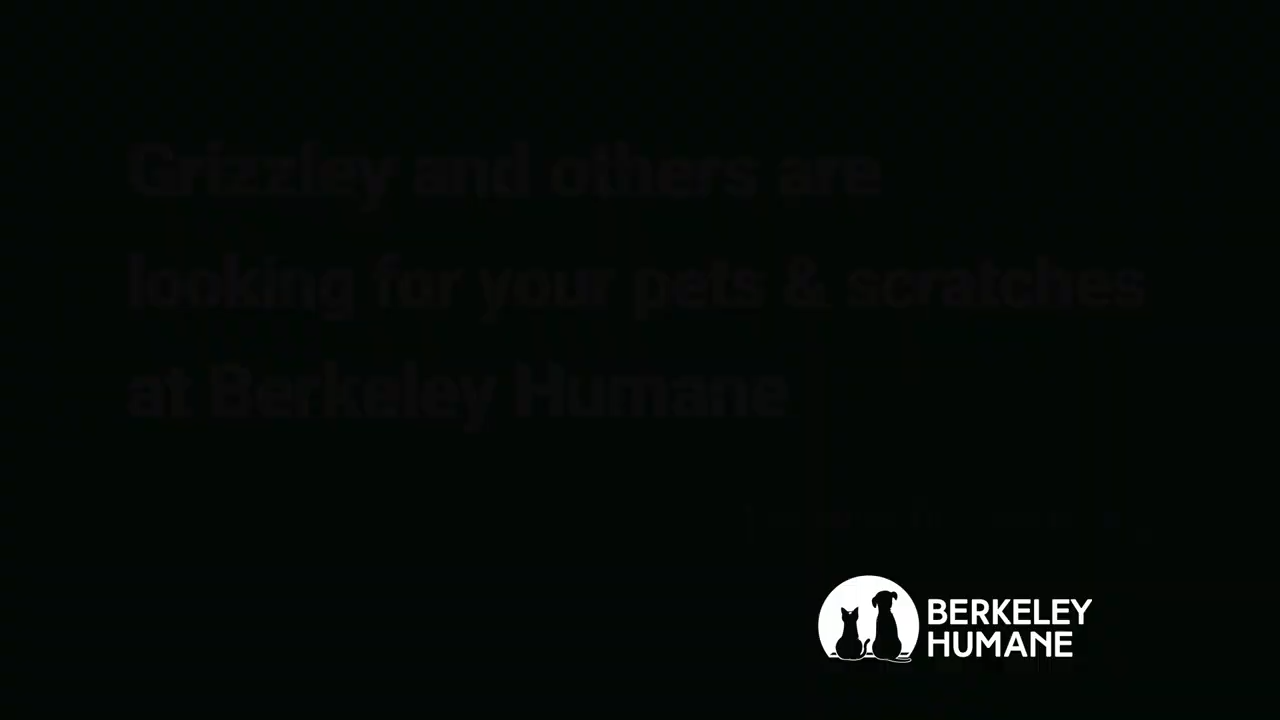 Grizzley and others are
looking for your pets & scratches
at Berkeley Humane
BERKELEY
HUMANE